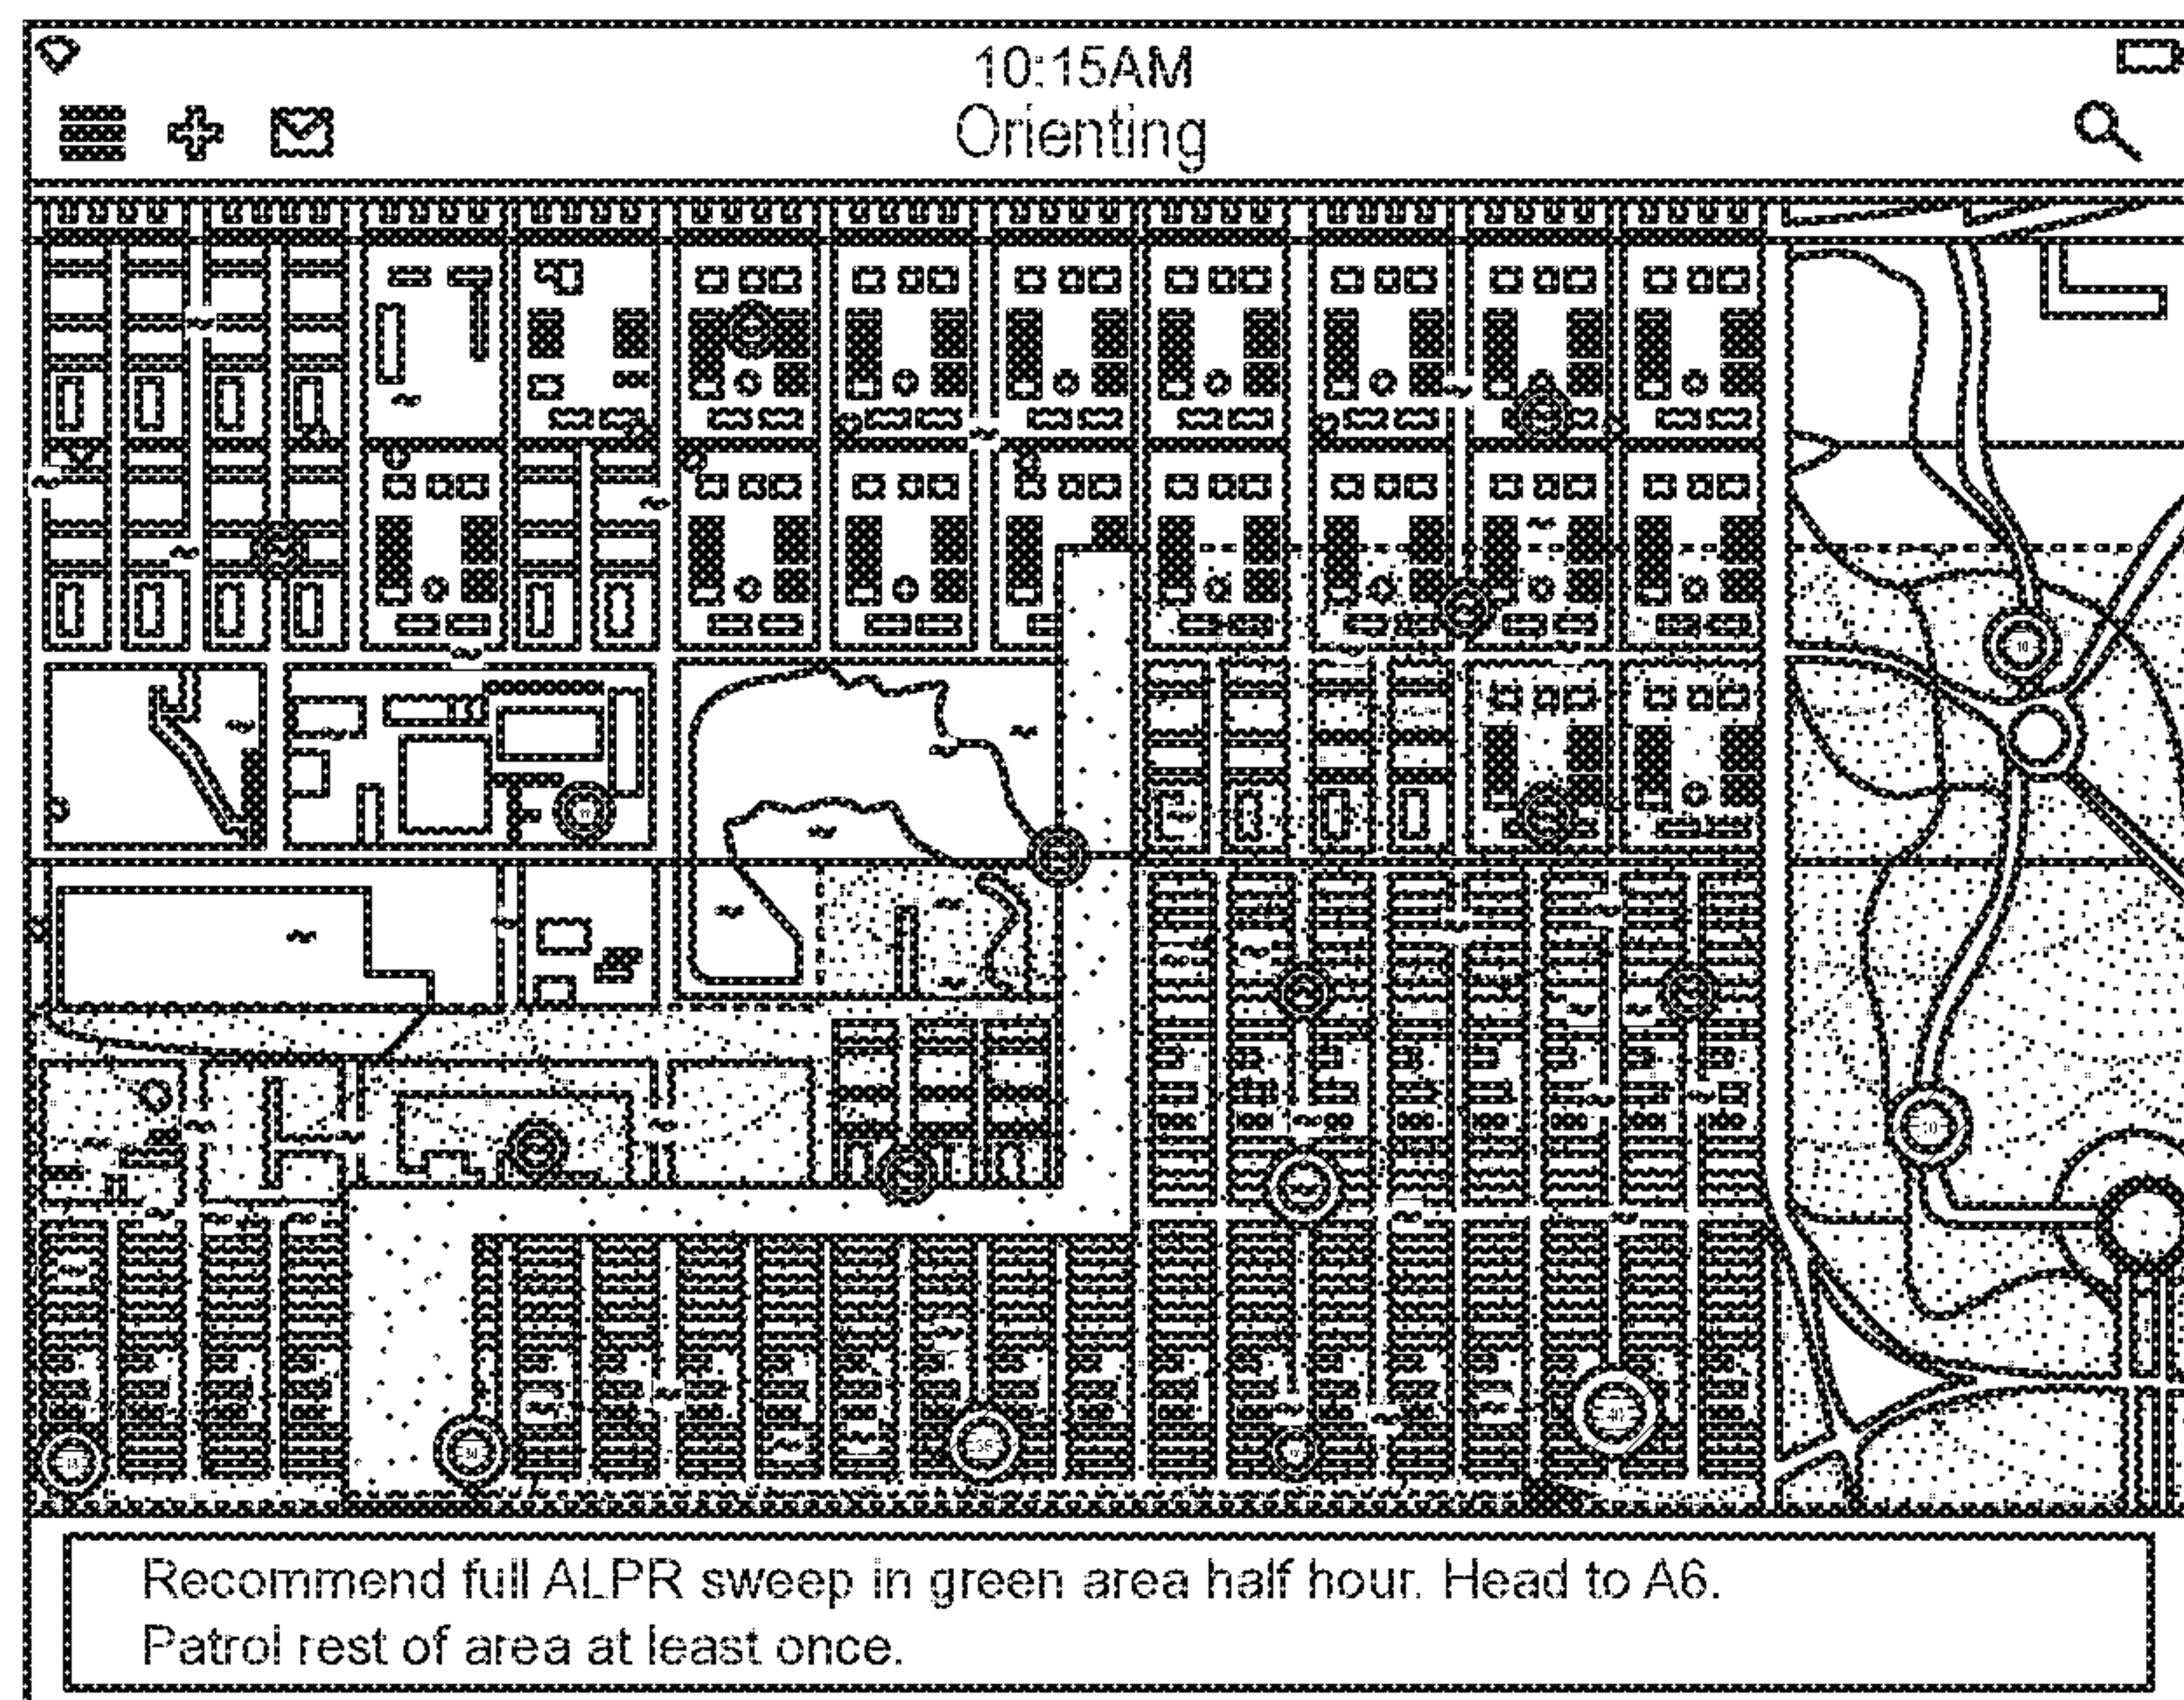 10:15AM
Orienting
10
Recommend full ALPR sweep in green area half hour. Head to A6.
Patrol rest of area at least once.